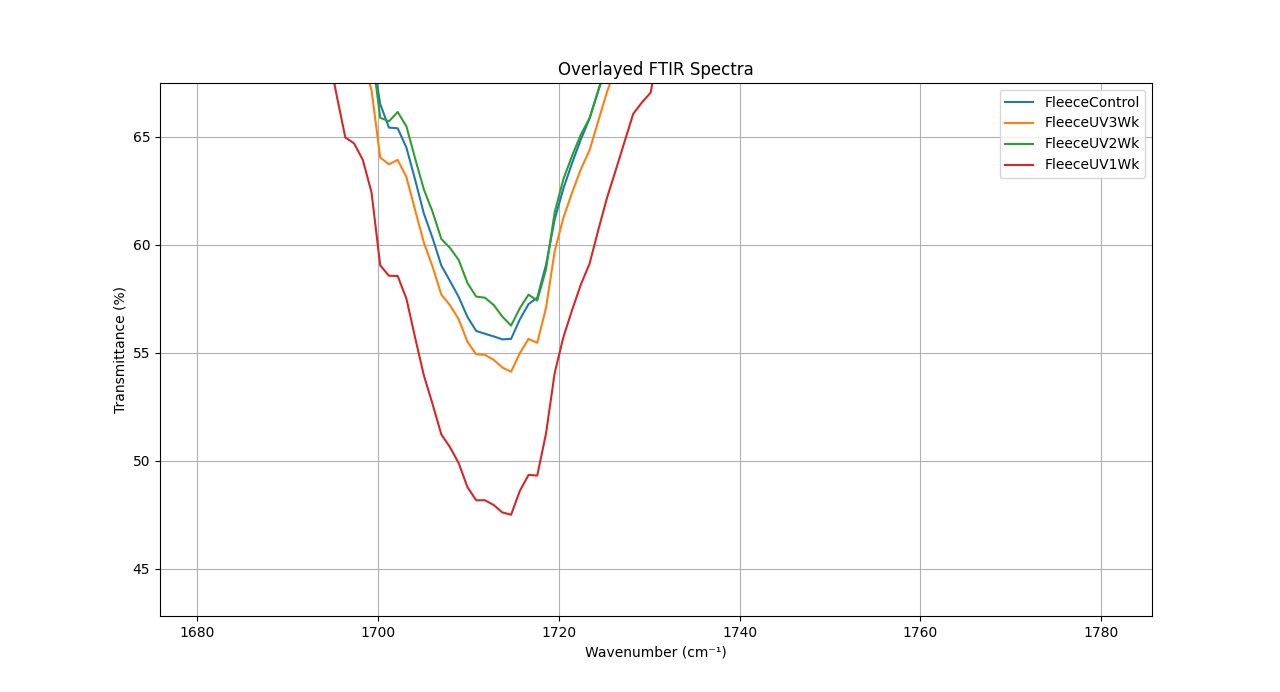 Overlayed FTIR Spectra
FleeceControl
FleeceUV3Wk
FleeceUV2Wk
FleeceUV1Wk
Transmittance (%)
65
60
55
50
45
1680 1700 1720 1740 1760 1780
Wavenumber (cm⁻¹)